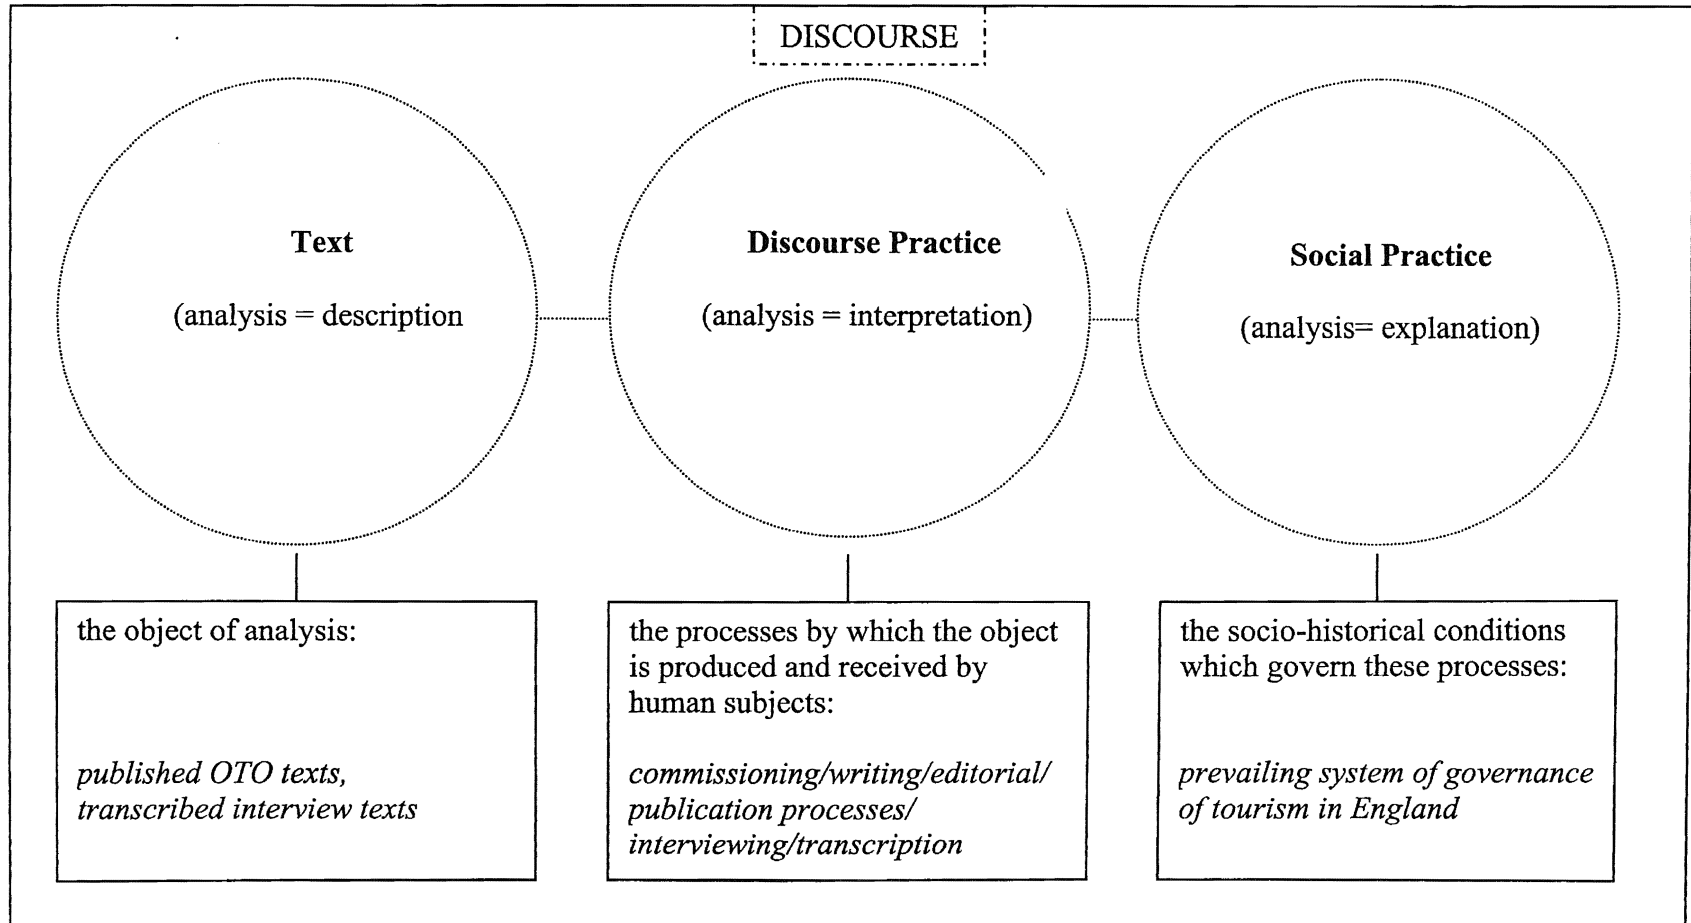 DISCOURSE
Text
(analysis = description
Discourse Practice
(analysis = interpretation)
Social Practice
(analysis= explanation)
the object of analysis:
published OTO texts,
transcribed interview texts
the processes by which the object
is produced and received by
human subjects:
commissioning/writing/editorial/
publication processes/
interviewing/transcription
the socio-historical conditions
which govern these processes:
prevailing system of governance
of tourism in England